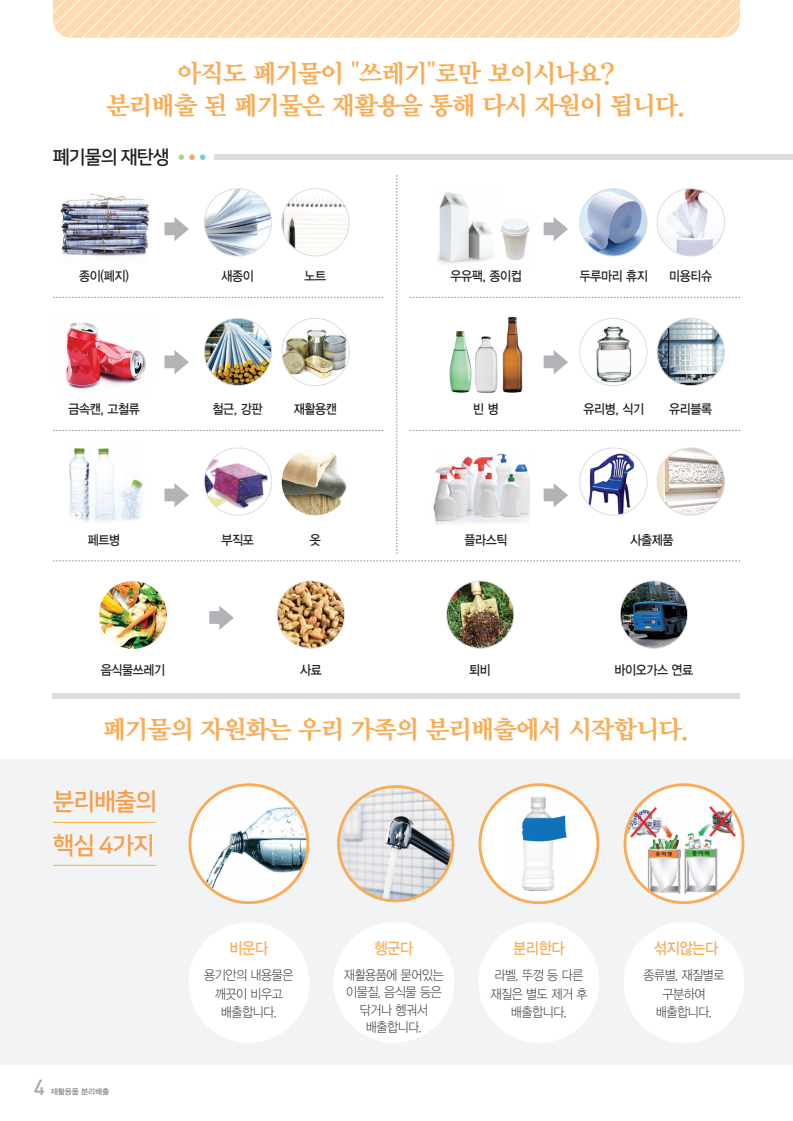 아직도 폐기물이 "쓰레기"로만 보이시나요?
분리배출 된 폐기물은 재활용을 통해 다시 자원이 됩니다.
폐기물의 재탄생
종이(폐지)
새종이
노트
우유팩, 종이컵
두루마리 휴지
미용티슈
금속캔, 고철류
철근, 강판
재활용캔
빈 병
유리병, 식기
유리블록
페트병
부직포
옷
플라스틱
사출제품
음식물쓰레기
사료
퇴비
바이오가스 연료
폐기물의 자원화는 우리 가족의 분리배출에서 시작합니다.
분리배출의
핵심 4가지
비운다
용기안의 내용물은
깨끗이 비우고
배출합니다.
헹군다
재활용품에 묻어있는
이물질, 음식물 등은
닦거나 헹궈서
배출합니다.
분리한다
라벨, 뚜껑 등 다른
재질은 별도 제거 후
배출합니다.
섞지않는다
종류별, 재질별로
구분하여
배출합니다.
4 재활용품 분리배출